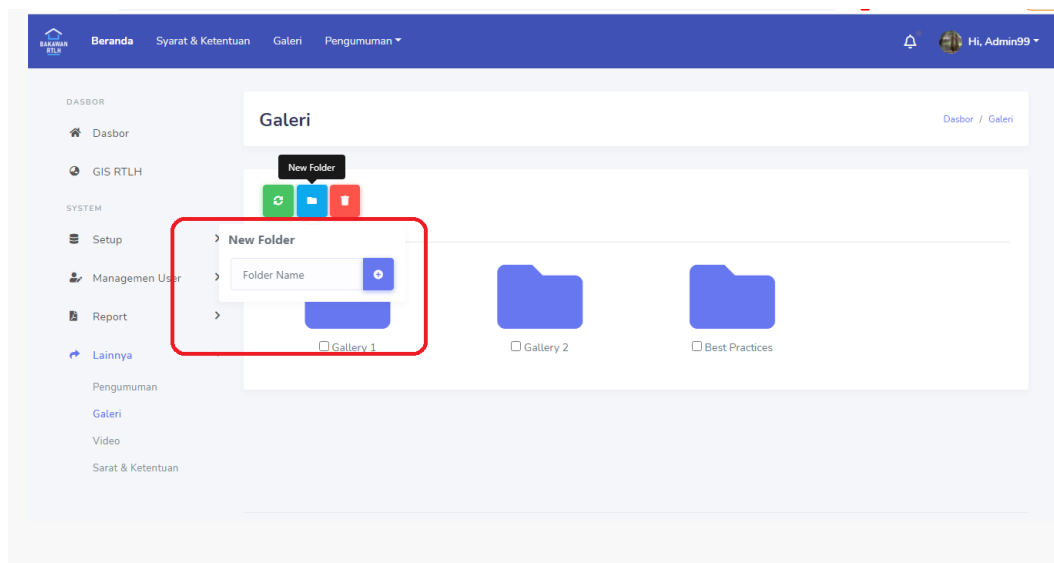 BAKAWAN
RTLH
Beranda Syarat & Ketentuan Galeri Pengumuman
Hi, Admin99
DASBOR
Dasbor
GIS RTLH
SYSTEM
Setup
Managemen User
Report
Lainnya
Pengumuman
Galeri
Video
Sarat & Ketentuan
Galeri
Dasbor / Galeri
New Folder
New Folder
Folder Name
Gallery 1
Gallery 2
Best Practices